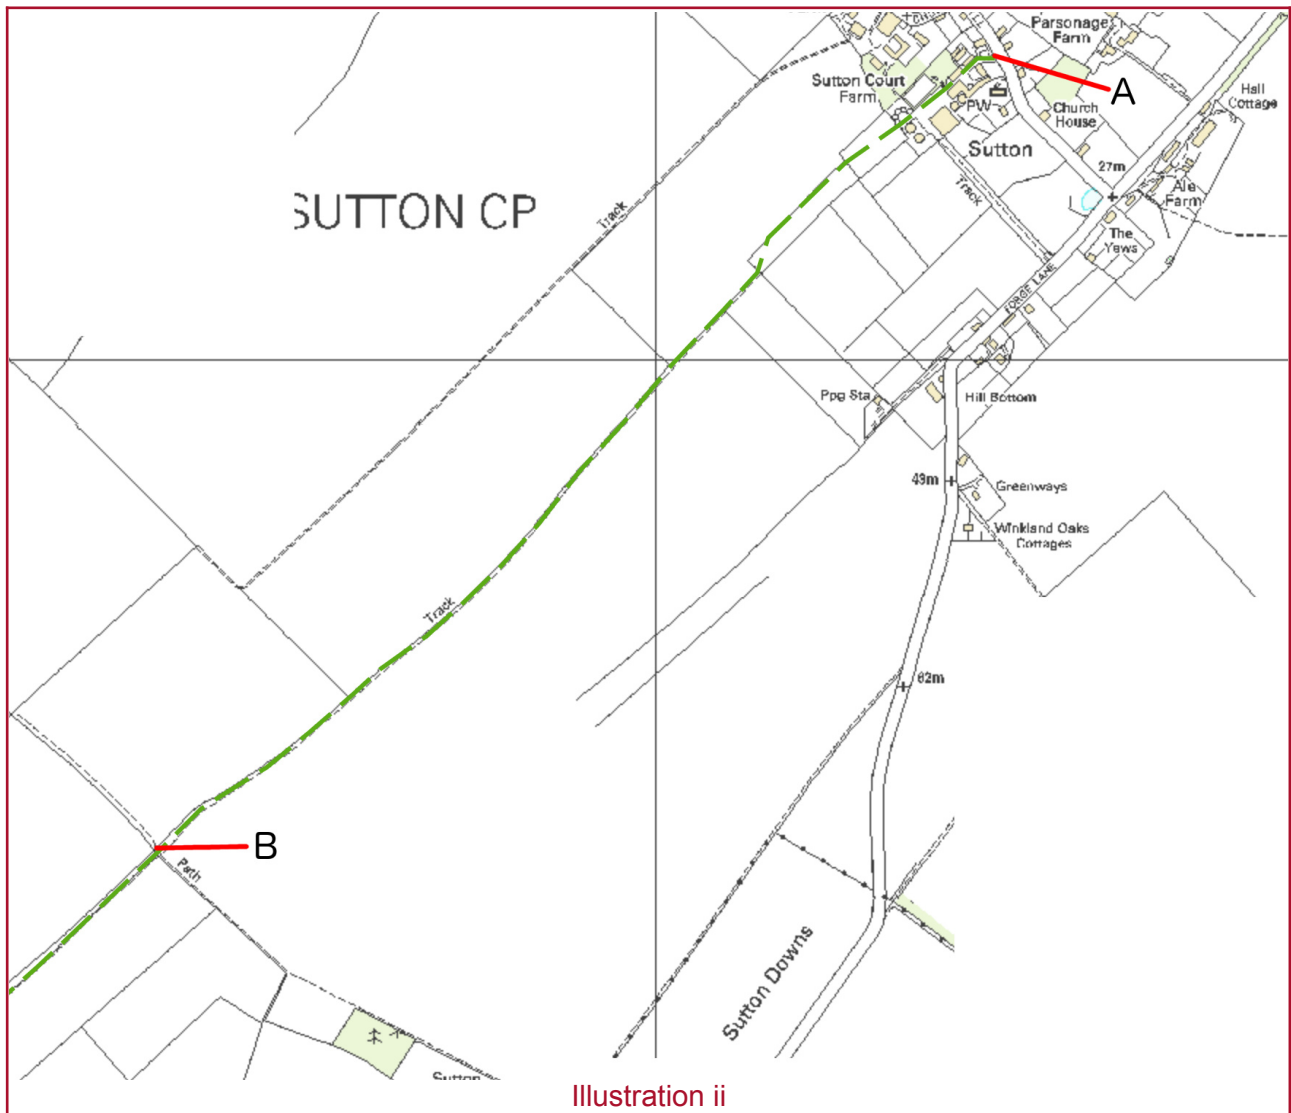 Parsonage
Farm
Sutton Court
Farm
A
Hall
Cottage
PW
Church
House
Sutton
27m
Track
Ale
Farm
SUTTON CP
Track
The
Yews
FORGE LANE
Ppg Sta
Hill Bottom
49m
Greenways
Winkland Oaks
Cottages
Track
62m
B
Path
Sutton Downs
Sutton
Illustration ii